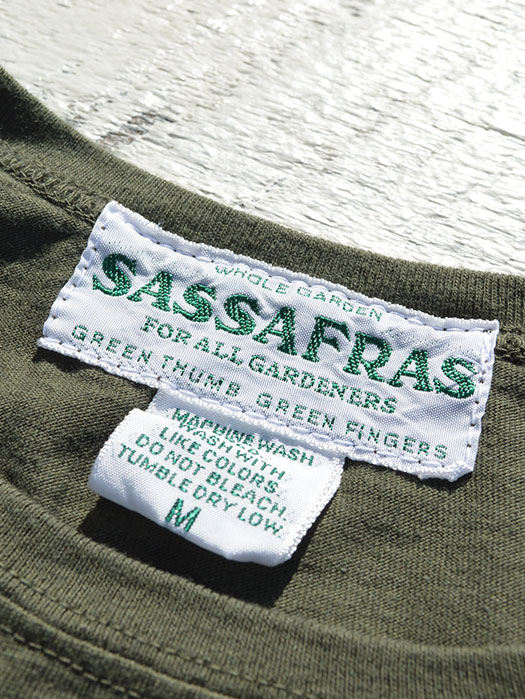 WHOLE GARDEN
SASSAFRAS
FOR ALL GARDENERS
GREEN THUMB, GREEN FINGERS
MACHINE WASH
WASH WITH
LIKE COLORS.
DO NOT BLEACH.
TUMBLE DRY LOW.
M